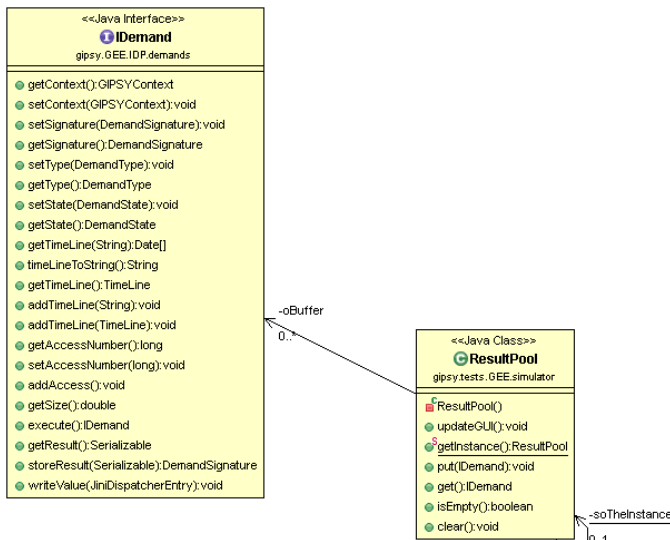 <<Java Interface>>
IDemand
gipsy.GEE.IDP.demands
getContext():GIPSYContext
setContext(GIPSYContext):void
setSignature(DemandSignature):void
getSignature():DemandSignature
setType(DemandType):void
getType():DemandType
setState(DemandState):void
getState():DemandState
getTimeLine(String):Date[]
timeLineToString():String
getTimeLine():TimeLine
addTimeLine(String):void
addTimeLine(TimeLine):void
getAccessNumber():long
setAccessNumber(long):void
addAccess():void
getSize():double
execute():IDemand
getResult():Serializable
storeResult(Serializable):DemandSignature
writeValue(JiniDispatcherEntry):void
-oBuffer
0..*
<<Java Class>>
ResultPool
gipsy.tests.GEE.simulator
ResultPool()
updateGUI():void
getInstance():ResultPool
put(IDemand):void
get():IDemand
isEmpty():boolean
clear():void
-soTheInstance
0..1